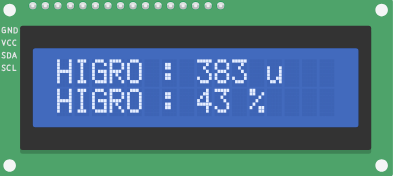 GND
VCC
SDA
SCL
HIGRO : 383 u
HIGRO : 43 %